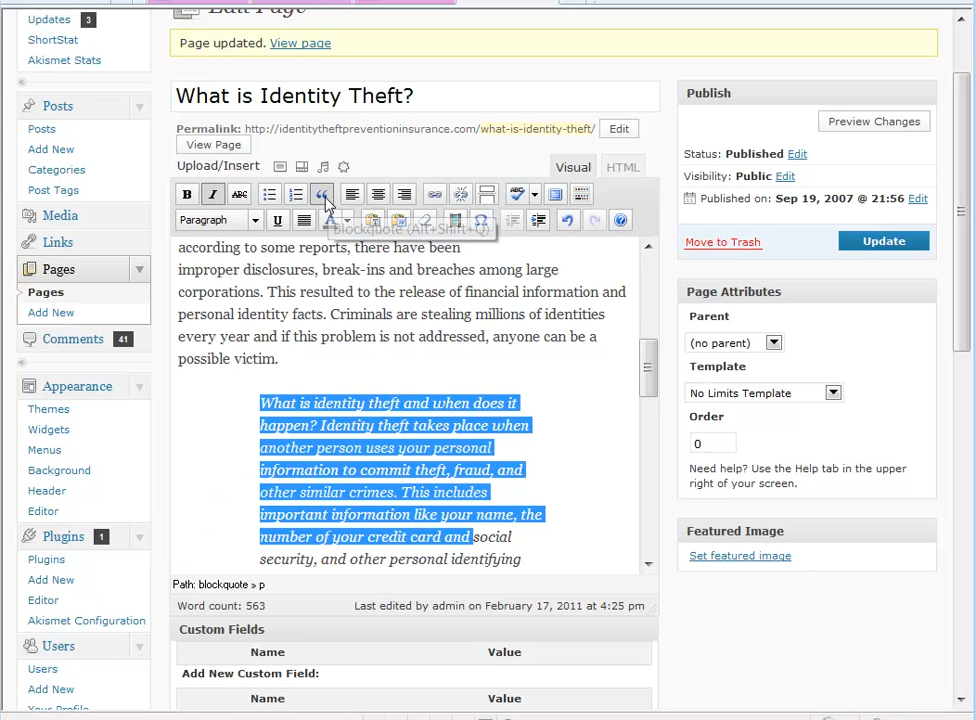 Updates 3
ShortStat
Akismet Stats
Posts
Posts
Add New
Categories
Post Tags
Media
Links
Pages
Pages
Add New
Comments 41
Appearance
Themes
Widgets
Menus
Background
Header
Editor
Plugins 1
Plugins
Add New
Editor
Akismet Configuration
Users
Users
Add New
Your Profile
Edit Page
Page updated. View page
What is Identity Theft?
Permalink: http://identitytheftpreventioninsurance.com/what-is-identity-theft/ Edit
View Page
Upload/Insert
Visual HTML
B I ABC
Paragraph U A Ω
Blockquote (Alt+Shift+Q)
according to some reports, there have been
improper disclosures, break-ins and breaches among large
corporations. This resulted to the release of financial information and
personal identity facts. Criminals are stealing millions of identities
every year and if this problem is not addressed, anyone can be a
possible victim.
What is identity theft and when does it
happen? Identity theft takes place when
another person uses your personal
information to commit theft, fraud, and
other similar crimes. This includes
important information like your name, the
number of your credit card and social
security, and other personal identifying
Path: blockquote » p
Word count: 563 Last edited by admin on February 17, 2011 at 4:25 pm
Custom Fields
Name Value
Add New Custom Field:
Name Value
Publish
Preview Changes
Status: Published Edit
Visibility: Public Edit
Published on: Sep 19, 2007 @ 21:56 Edit
Move to Trash Update
Page Attributes
Parent
(no parent)
Template
No Limits Template
Order
0
Need help? Use the Help tab in the upper
right of your screen.
Featured Image
Set featured image